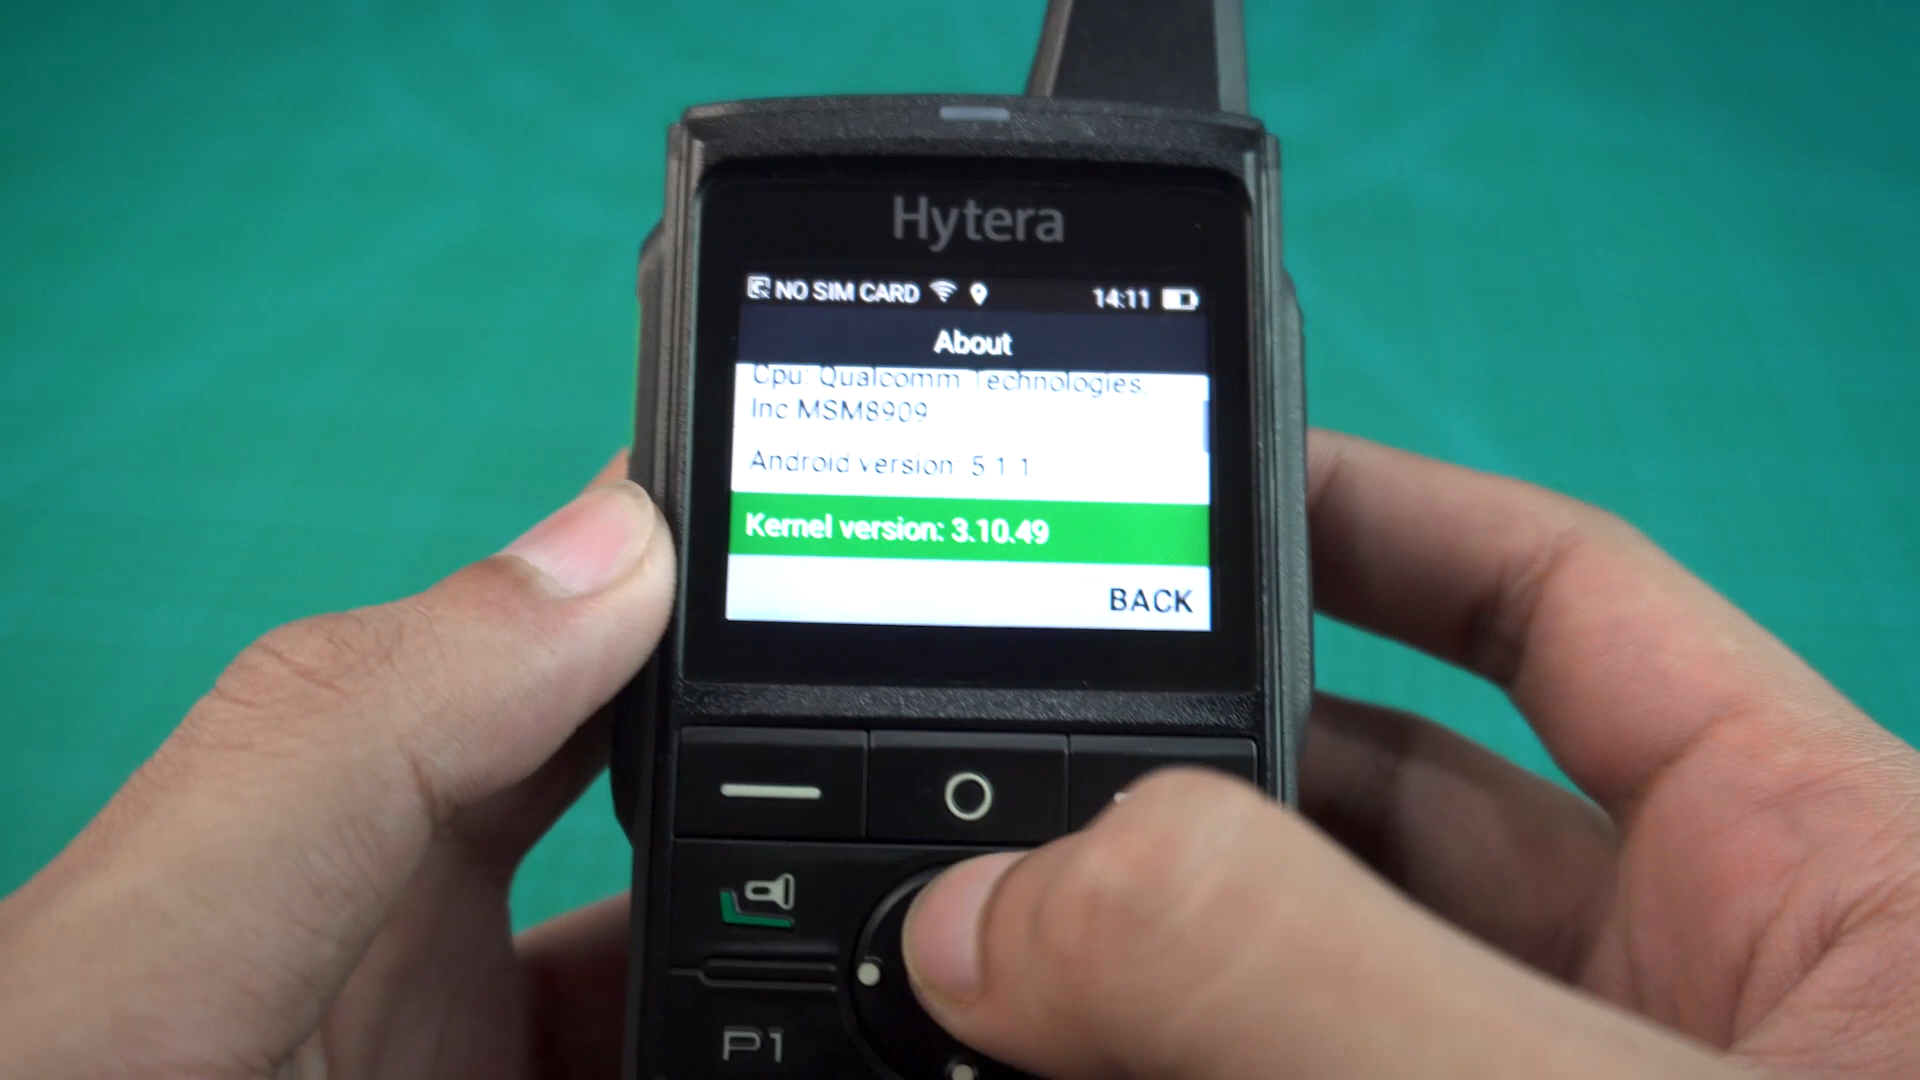 Hytera
NO SIM CARD 14:11
About
Cpu: Qualcomm Technologies,
Inc MSM8909
Android version: 5.1.1
Kernel version: 3.10.49
BACK
P1